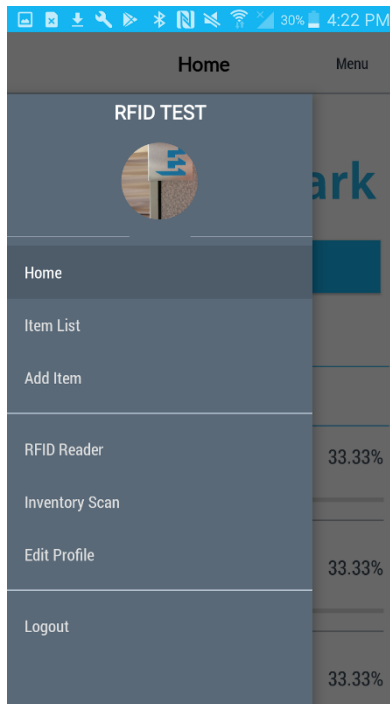 30% 4:22 PM
Home Menu
RFID TEST
ark
Home
Item List
Add Item
RFID Reader
33.33%
Inventory Scan
Edit Profile
33.33%
Logout
33.33%